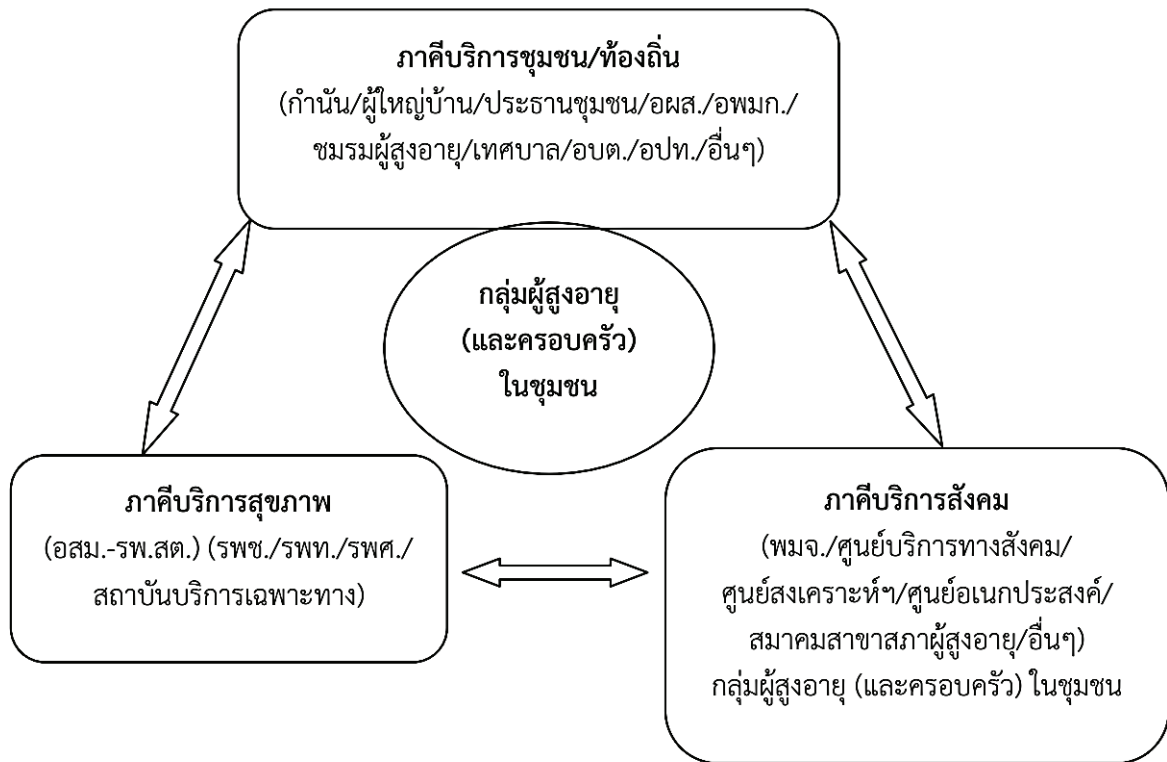 ภาคีบริการชุมชน/ท้องถิ่น
(กำนัน/ผู้ใหญ่บ้าน/ประธานชุมชน/อผส./อพมก./
ชมรมผู้สูงอายุ/เทศบาล/อบต./อปท./อื่นๆ)
กลุ่มผู้สูงอายุ
(และครอบครัว)
ในชุมชน
ภาคีบริการสุขภาพ
(อสม.-รพ.สต.) (รพช./รพท./รพศ./
สถาบันบริการเฉพาะทาง)
ภาคีบริการสังคม
(พมจ./ศูนย์บริการทางสังคม/
ศูนย์สงเคราะห์ฯ/ศูนย์อเนกประสงค์/
สมาคมสาขาสภาผู้สูงอายุ/อื่นๆ)
กลุ่มผู้สูงอายุ (และครอบครัว) ในชุมชน